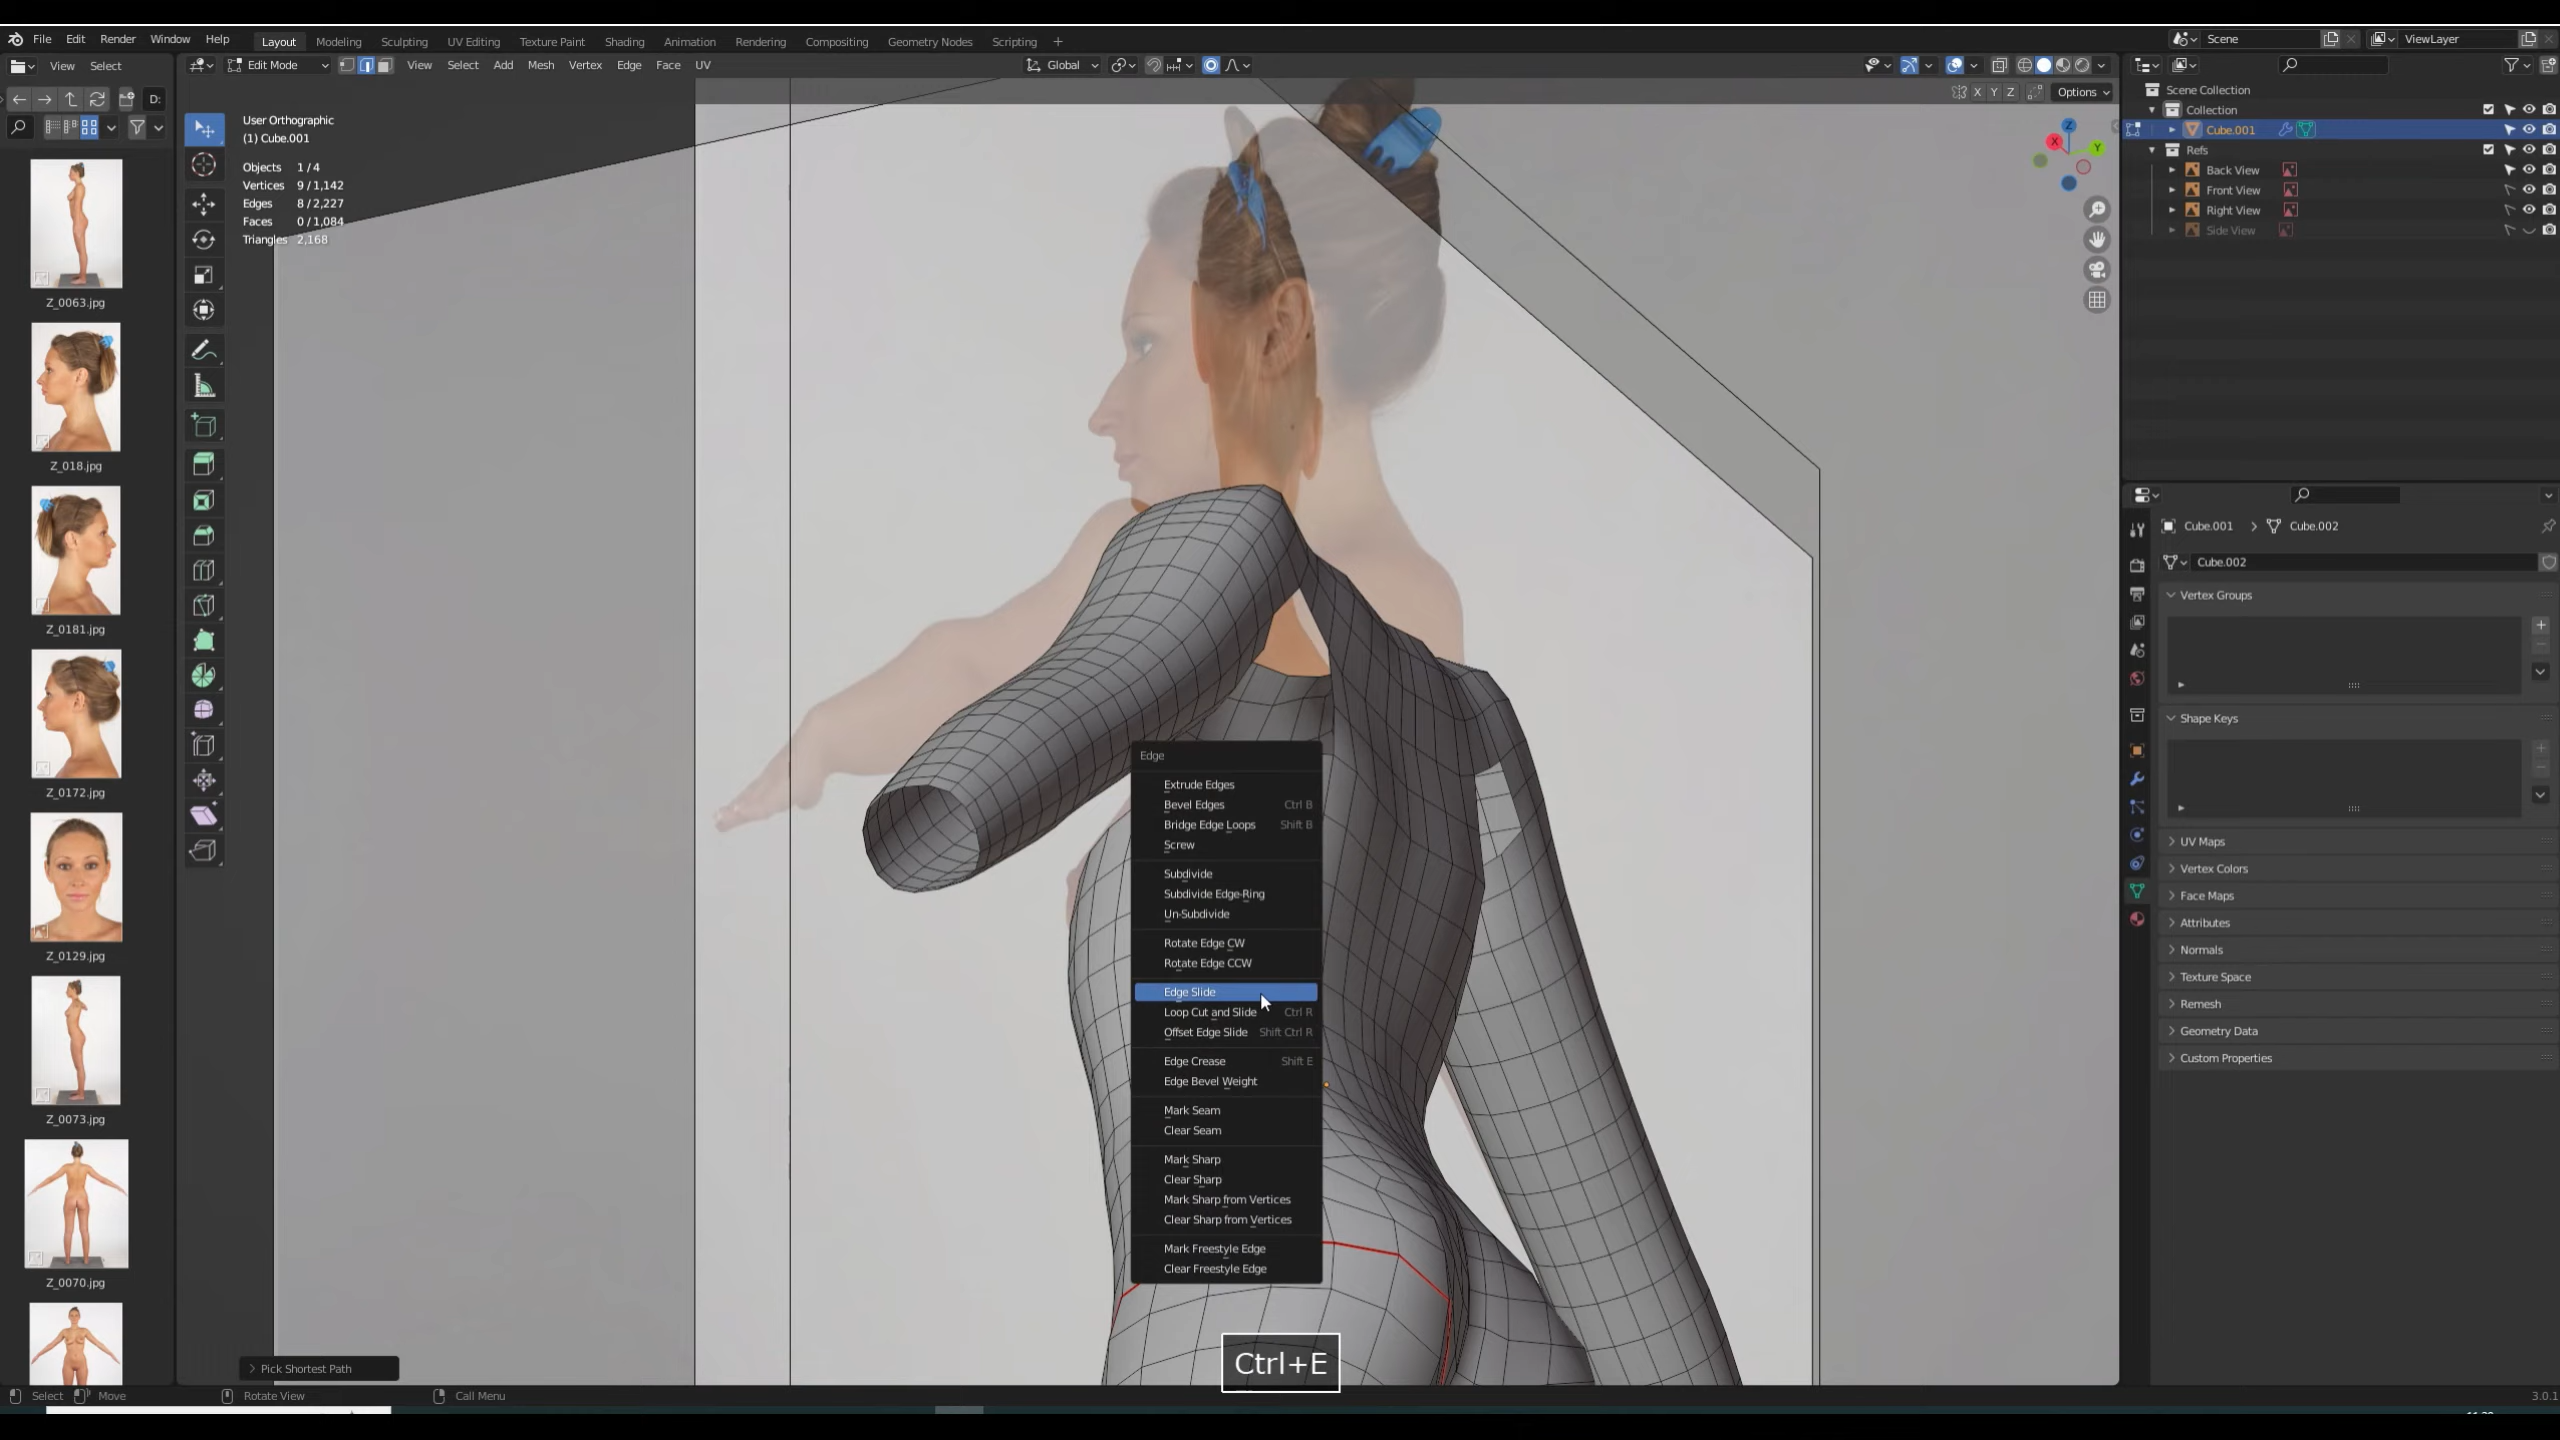 File Edit Render Window Help Layout Modeling Sculpting UV Editing Texture Paint Shading Animation Rendering Compositing Geometry Nodes Scripting + Scene ViewLayer
View Select Edit Mode View Select Add Mesh Vertex Edge Face UV Global
D:
X Y Z Options
User Orthographic
(1) Cube.001
Objects 1 / 4
Vertices 9 / 1,142
Edges 8 / 2,227
Faces 0 / 1,084
Triangles 2,168
Z_0063.jpg
Z_018.jpg
Z_0181.jpg
Z_0172.jpg
Z_0129.jpg
Z_0073.jpg
Z_0070.jpg
Z
X
Y
Edge
Extrude Edges
Bevel Edges Ctrl B
Bridge Edge Loops Shift B
Screw
Subdivide
Subdivide Edge-Ring
Un-Subdivide
Rotate Edge CW
Rotate Edge CCW
Edge Slide
Loop Cut and Slide Ctrl R
Offset Edge Slide Shift Ctrl R
Edge Crease Shift E
Edge Bevel Weight
Mark Seam
Clear Seam
Mark Sharp
Clear Sharp
Mark Sharp from Vertices
Clear Sharp from Vertices
Mark Freestyle Edge
Clear Freestyle Edge
Ctrl+E
Pick Shortest Path
Scene Collection
Collection
Cube.001
Refs
Back View
Front View
Right View
Side View
Cube.001 > Cube.002
Cube.002
Vertex Groups
Shape Keys
UV Maps
Vertex Colors
Face Maps
Attributes
Normals
Texture Space
Remesh
Geometry Data
Custom Properties
Select Move Rotate View Call Menu 3.0.1